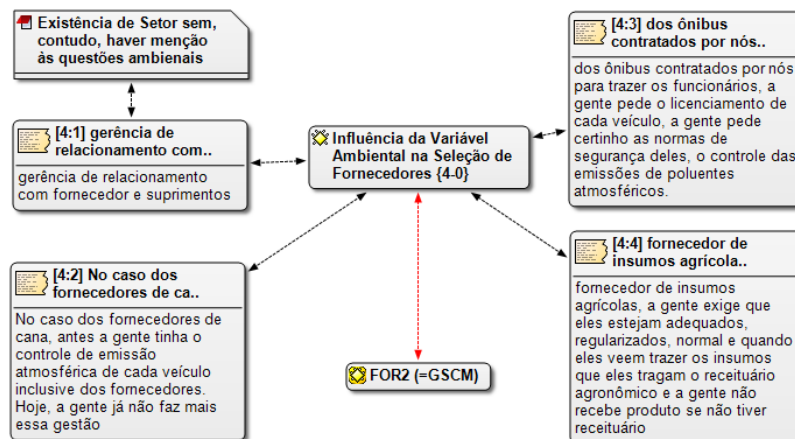 Existência de Setor sem,
contudo, haver menção
às questões ambienais
[4:1] gerência de
relacionamento com..
gerência de relacionamento
com fornecedor e suprimentos
[4:2] No caso dos
fornecedores de ca..
No caso dos fornecedores de
cana, antes a gente tinha o
controle de emissão
atmosférica de cada veículo
inclusive dos fornecedores.
Hoje, a gente já não faz mais
essa gestão
Influência da Variável
Ambiental na Seleção de
Fornecedores {4-0}
FOR2 (=GSCM)
[4:3] dos ônibus
contratados por nós..
dos ônibus contratados por nós
para trazer os funcionários, a
gente pede o licenciamento de
cada veículo, a gente pede
certinho as normas de
segurança deles, o controle das
emissões de poluentes
atmosféricos.
[4:4] fornecedor de
insumos agrícola..
fornecedor de insumos
agrícolas, a gente exige que
eles estejam adequados,
regularizados, normal e quando
eles veem trazer os insumos
que eles tragam o receituário
agronômico e a gente não
recebe produto se não tiver
receituário